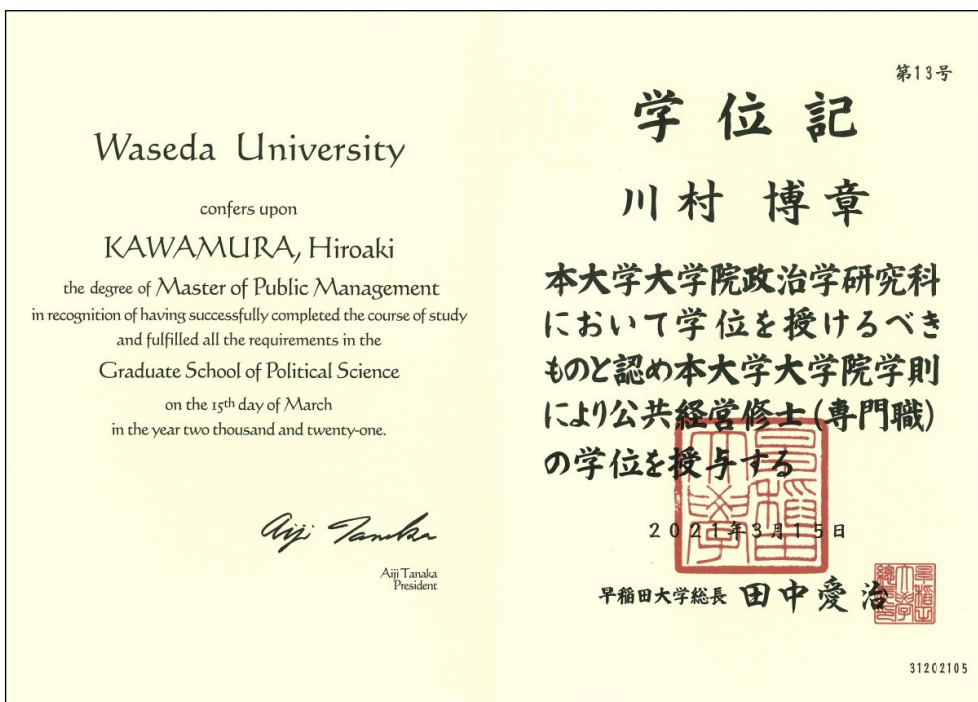 Waseda University
confers upon
KAWAMURA, Hiroaki
the degree of Master of Public Management
in recognition of having successfully completed the course of study
and fulfilled all the requirements in the
Graduate School of Political Science
on the 15th day of March
in the year two thousand and twenty-one.
Aiji Tanaka
Aiji Tanaka
President
第13号
学位記
川村 博章
本大学大学院政治学研究科
において学位を授けるべき
ものと認め本大学大学院学則
により公共経営修士(専門職)
の学位を授与する
早稲田大学
2021年3月15日
早稲田大学総長 田中愛治
31202105